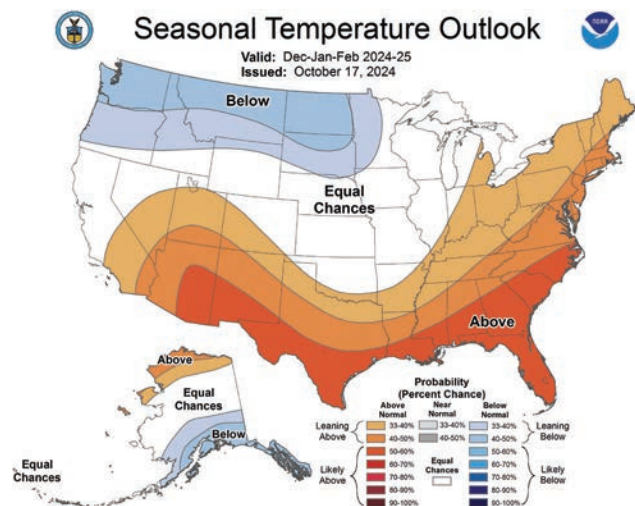 Seasonal Temperature Outlook
Valid: Dec-Jan-Feb 2024-25
Issued: October 17, 2024
Below
Equal
Chances
Above
Above
Equal Chances
Below
Equal
Chances
Probability
(Percent Chance)
Above
Normal
Near
Normal
Below
Normal
Leaning
Above
33-40%
33-40%
33-40%
Leaning
Below
40-50%
40-50%
40-50%
Likely
Above
50-60%
Equal
Chances
50-60%
Likely
Below
60-70%
60-70%
70-80%
70-80%
80-90%
80-90%
90-100%
90-100%